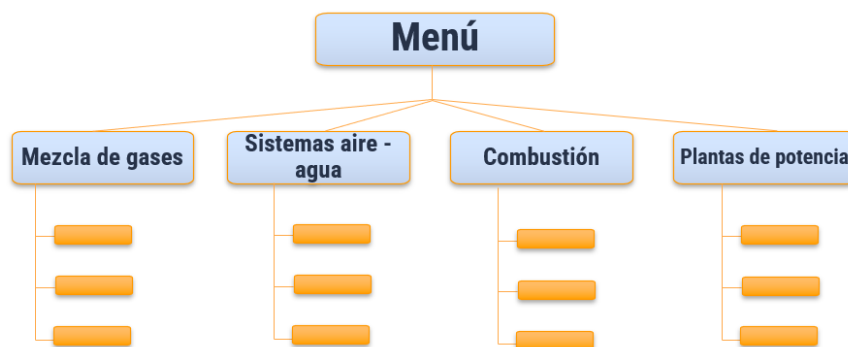 Menú
Mezcla de gases
Sistemas aire -
agua
Combustión
Plantas de potencia